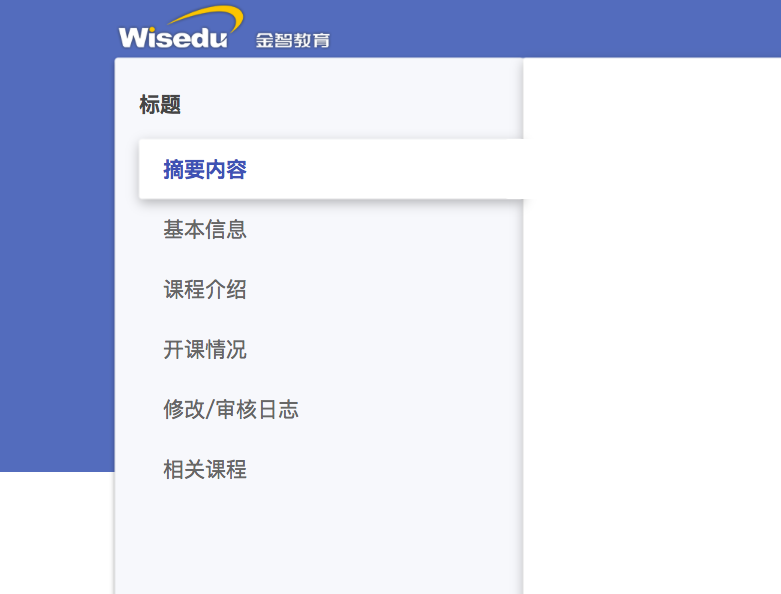 Wisedu 金智教育
标题
摘要内容
基本信息
课程介绍
开课情况
修改/审核日志
相关课程